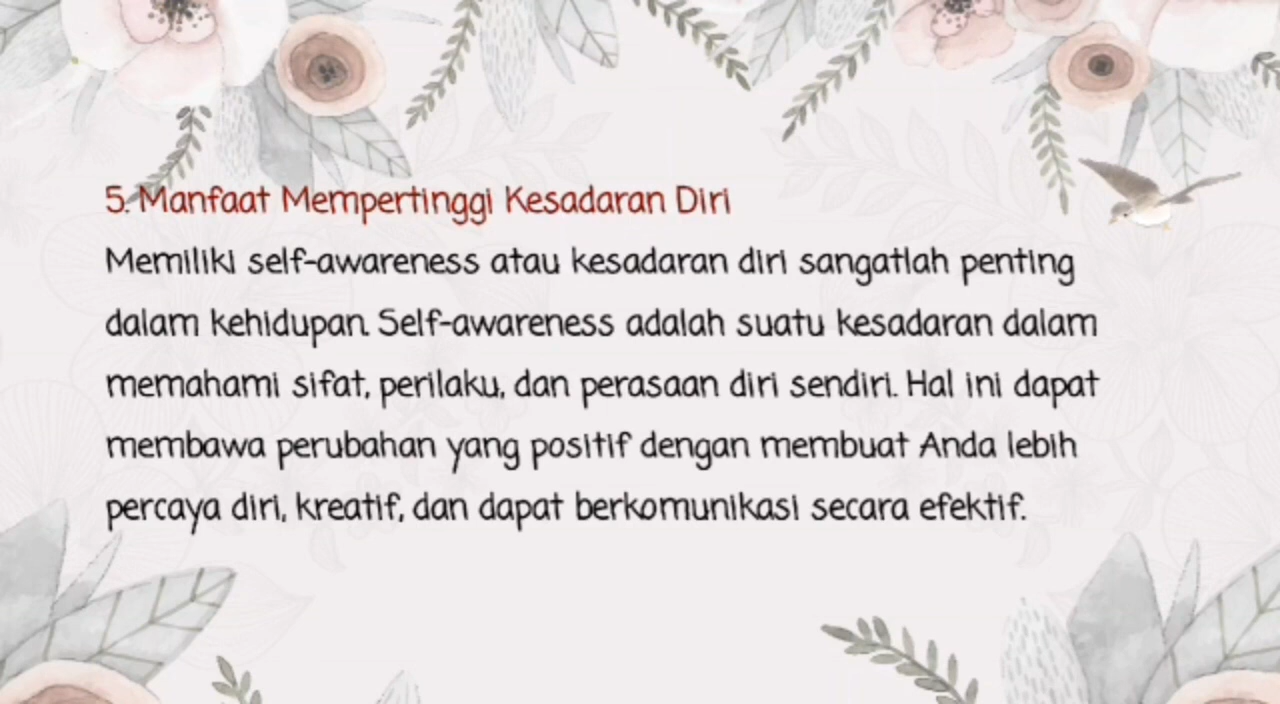 5. Manfaat Mempertinggi Kesadaran Diri
Memiliki self-awareness atau kesadaran diri sangatlah penting
dalam kehidupan. Self-awareness adalah suatu kesadaran dalam
memahami sifat, perilaku, dan perasaan diri sendiri. Hal ini dapat
membawa perubahan yang positif dengan membuat Anda lebih
percaya diri, kreatif, dan dapat berkomunikasi secara efektif.